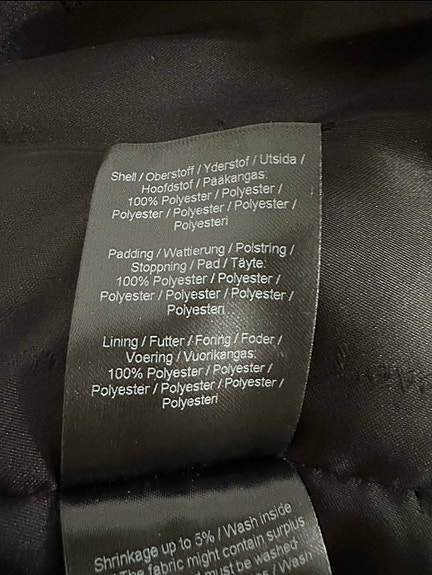 Shell / Oberstoff / Yderstof / Utsida /
Hoofdstof / Pääkangas:
100% Polyester / Polyester /
Polyester / Polyester / Polyester /
Polyesteri
Padding / Wattierung / Polstring /
Stoppning / Pad / Täyte:
100% Polyester / Polyester /
Polyester / Polyester / Polyester /
Polyesteri
Lining / Futter / Foring / Foder /
Voering / Vuorikangas:
100% Polyester / Polyester /
Polyester / Polyester / Polyester /
Polyesteri
Shrinkage up to 5% / Wash inside
/ The fabric might contain surplus
must be washed
/ Wash